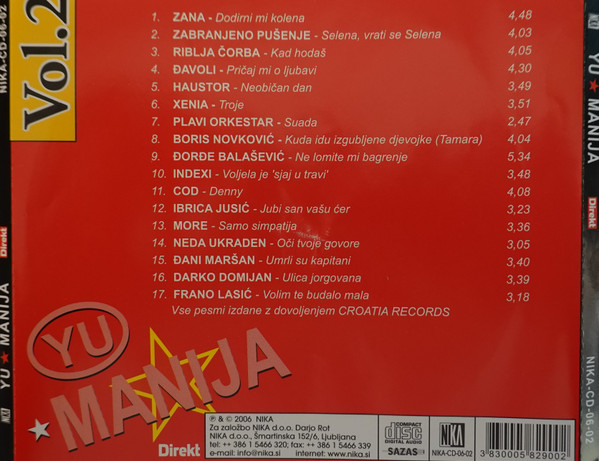 NIKA-CD-06-02
Vol.2
1. ZANA - Dodirni mi kolena 4,48
2. ZABRANJENO PUŠENJE - Selena, vrati se Selena 4,03
3. RIBLJA ČORBA - Kad hodaš 4,05
4. ĐAVOLI - Pričaj mi o ljubavi 4,30
5. HAUSTOR - Neobičan dan 3,49
6. XENIA - Troje 3,51
7. PLAVI ORKESTAR - Suada 2,47
8. BORIS NOVKOVIĆ - Kuda idu izgubljene djevojke (Tamara) 4,04
9. ĐORĐE BALAŠEVIĆ - Ne lomite mi bagrenje 5,34
10. INDEXI - Voljela je 'sjaj u travi' 3,48
11. COD - Denny 4,08
12. IBRICA JUSIĆ - Jubi san vašu ćer 3,23
13. MORE - Samo simpatija 3,36
14. NEDA UKRADEN - Oči tvoje govore 3,05
15. ĐANI MARŠAN - Umrli su kapitani 3,40
16. DARKO DOMIJAN - Ulica jorgovana 3,39
17. FRANO LASIĆ - Volim te budalo mala 3,18
Vse pesmi izdane z dovoljenjem CROATIA RECORDS
YU
MANIJA
Direkt
℗ & © 2006 NIKA
Za založbo NIKA d.o.o. Darjo Rot
NIKA d.o.o., Šmartinska 152/6, Ljubljana
tel: ++ 386 1 5466 320, fax: ++ 386 1 5466 339
e-mail: info@nika.si internet: www.nika.si
COMPACT
disc
DIGITAL AUDIO
SAZAS
NIKA
NIKA-CD-06-02
3 830005 829002
NIKA YU ★ MANIJA Direkt
YU ★ MANIJA Direkt NIKA-CD-06-02